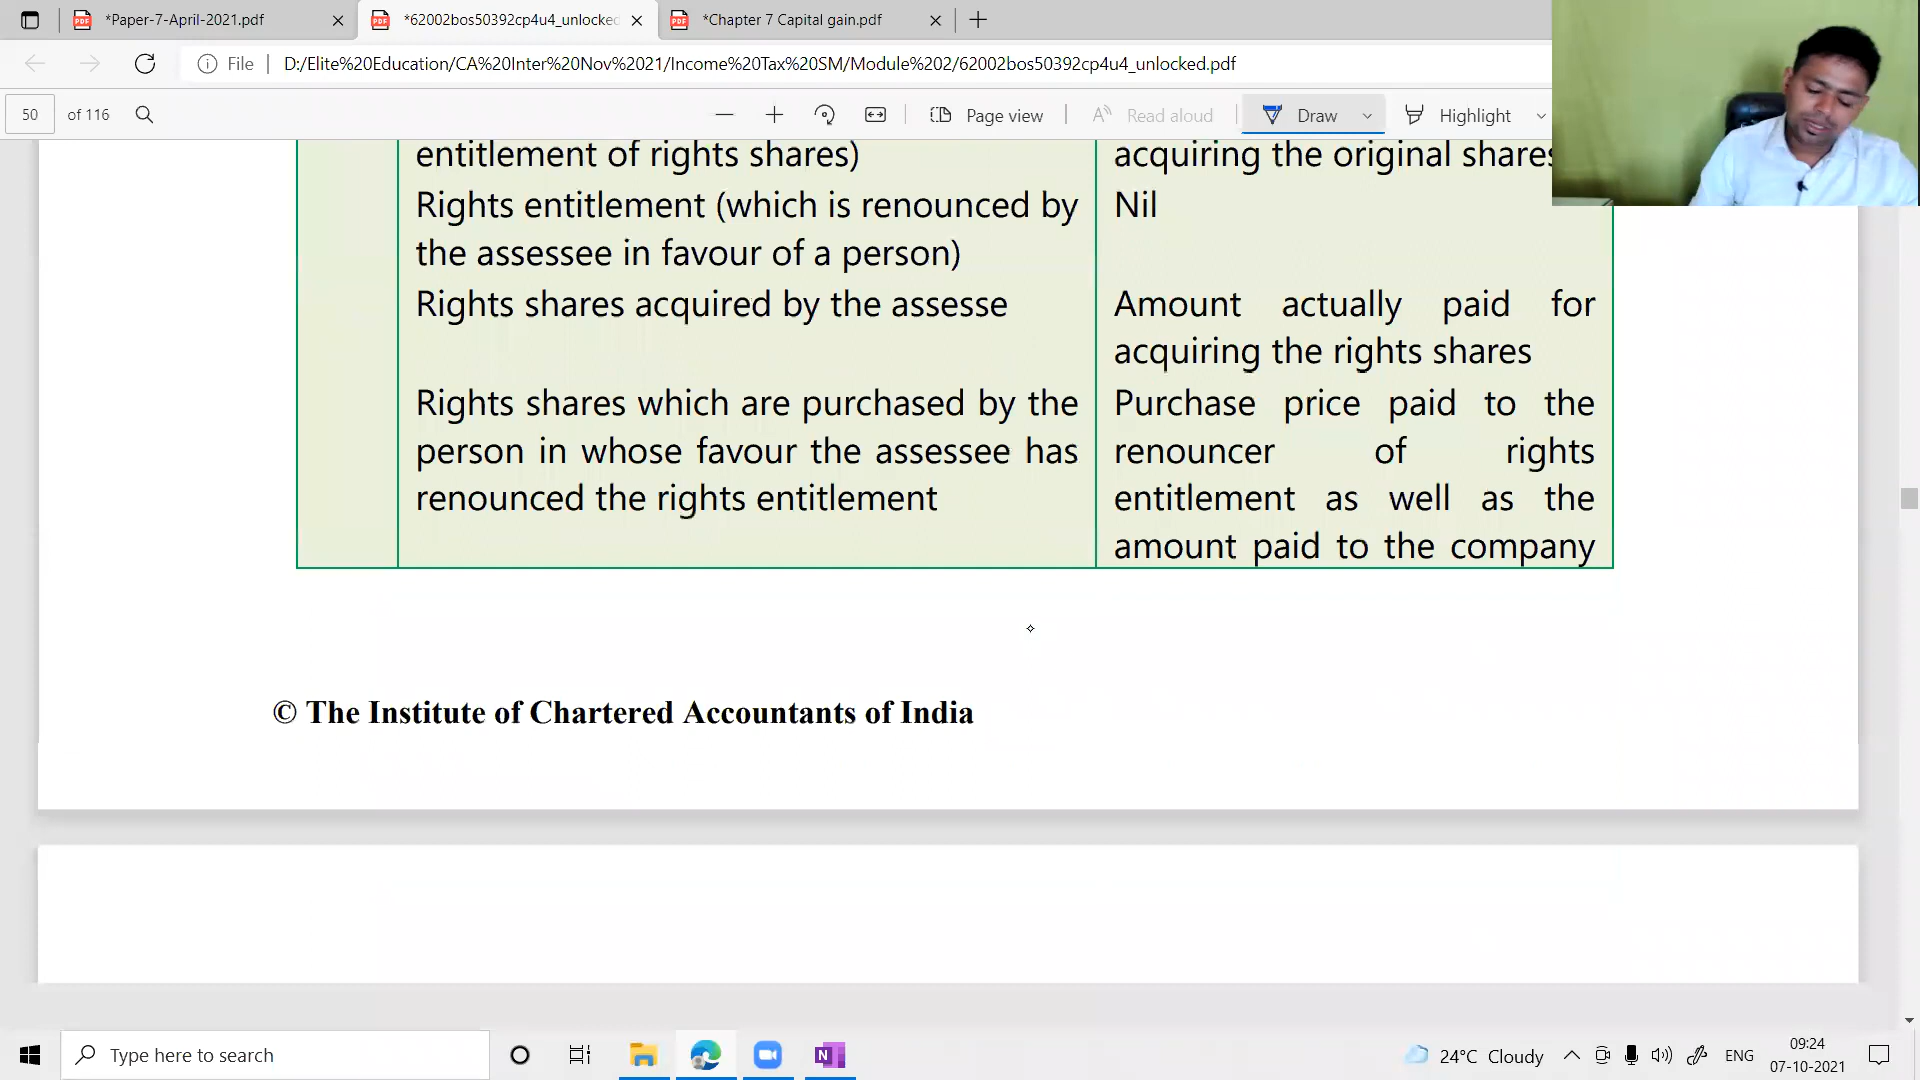 *Paper-7-April-2021.pdf
*62002bos50392cp4u4_unlocked
*Chapter 7 Capital gain.pdf
File
D:/Elite%20Education/CA%20Inter%20Nov%2021/Income%20Tax%20SM/Module%202/62002bos50392cp4u4_unlocked.pdf
50 of 116
Page view
Read aloud
Draw
Highlight
entitlement of rights shares)
acquiring the original shares
Rights entitlement (which is renounced by
the assessee in favour of a person)
Nil
Rights shares acquired by the assesse
Amount actually paid for
acquiring the rights shares
Rights shares which are purchased by the
person in whose favour the assessee has
renounced the rights entitlement
Purchase price paid to the
renouncer of rights
entitlement as well as the
amount paid to the company
© The Institute of Chartered Accountants of India
Type here to search
24°C Cloudy
ENG
09:24
07-10-2021